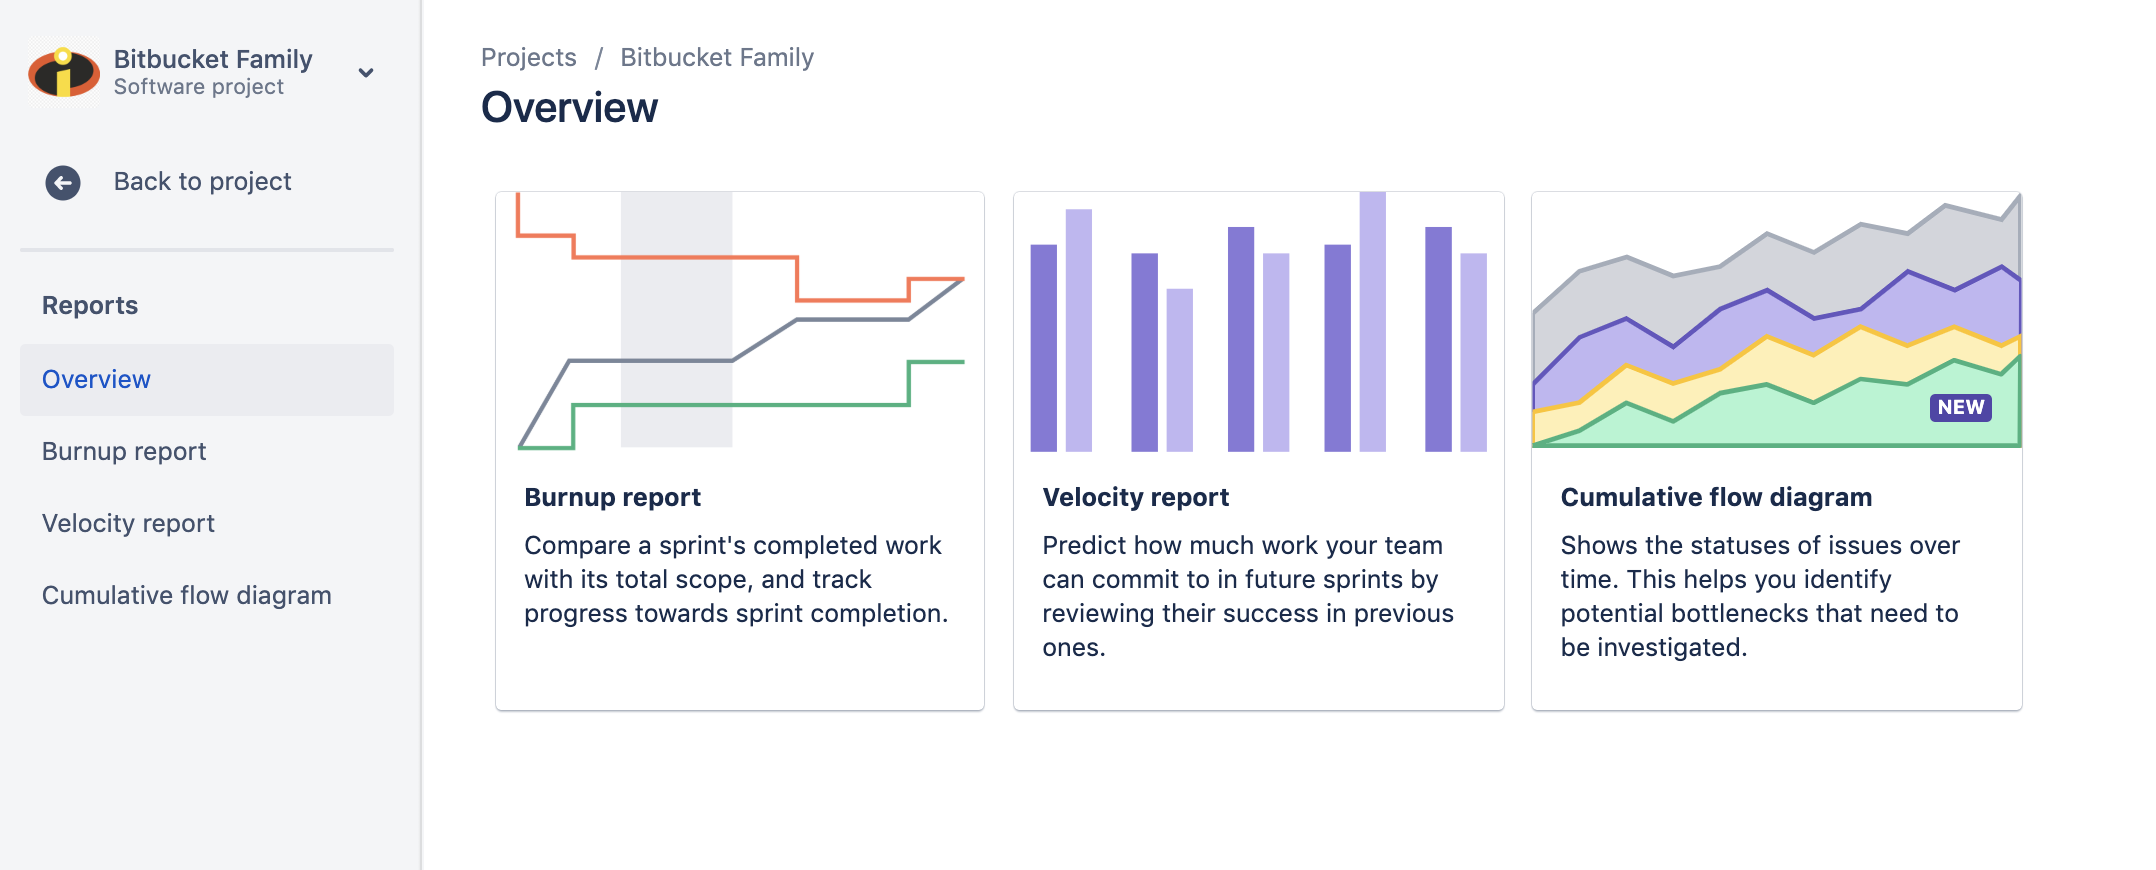 Bitbucket Family
Software project
Back to project
Reports
Overview
Burnup report
Velocity report
Cumulative flow diagram
Projects / Bitbucket Family
Overview
Burnup report
Compare a sprint's completed work
with its total scope, and track
progress towards sprint completion.
Velocity report
Predict how much work your team
can commit to in future sprints by
reviewing their success in previous
ones.
NEW
Cumulative flow diagram
Shows the statuses of issues over
time. This helps you identify
potential bottlenecks that need to
be investigated.